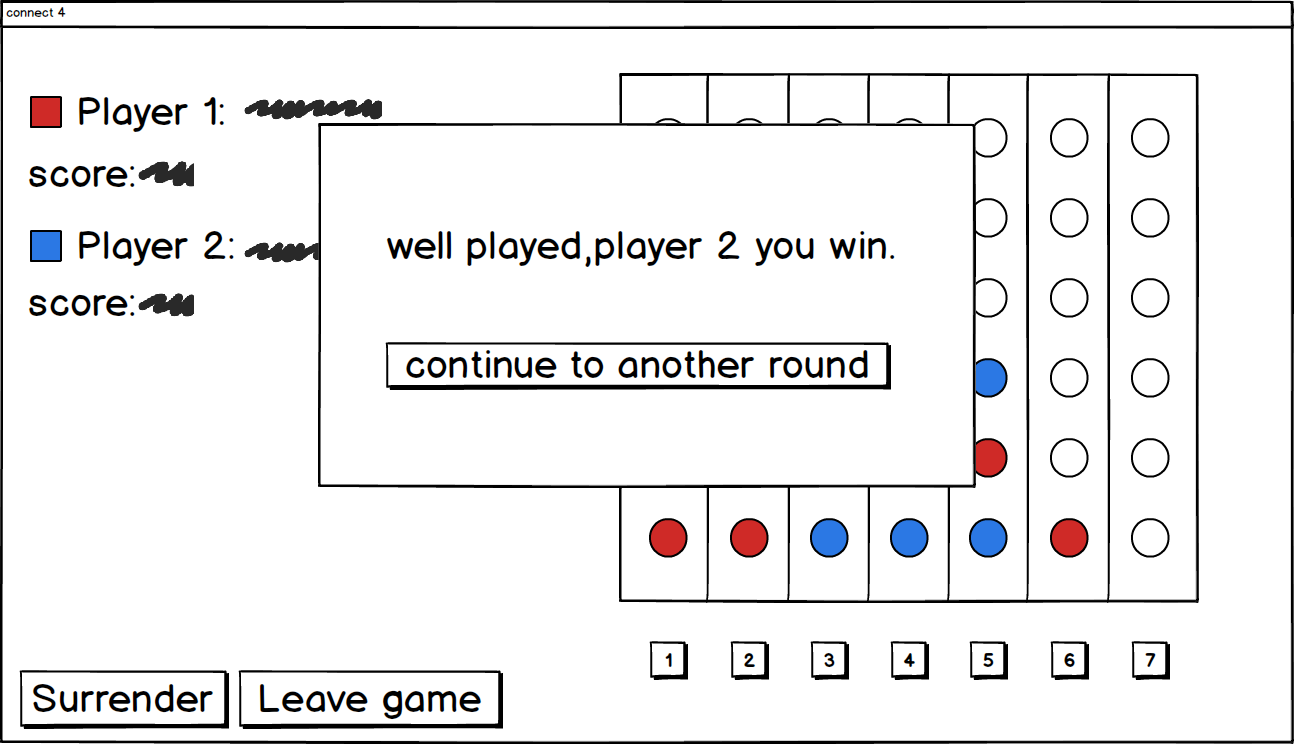 connect 4
Player 1:
score:
Player 2:
score:
well played,player 2 you win.
continue to another round
1 2 3 4 5 6 7
Surrender
Leave game